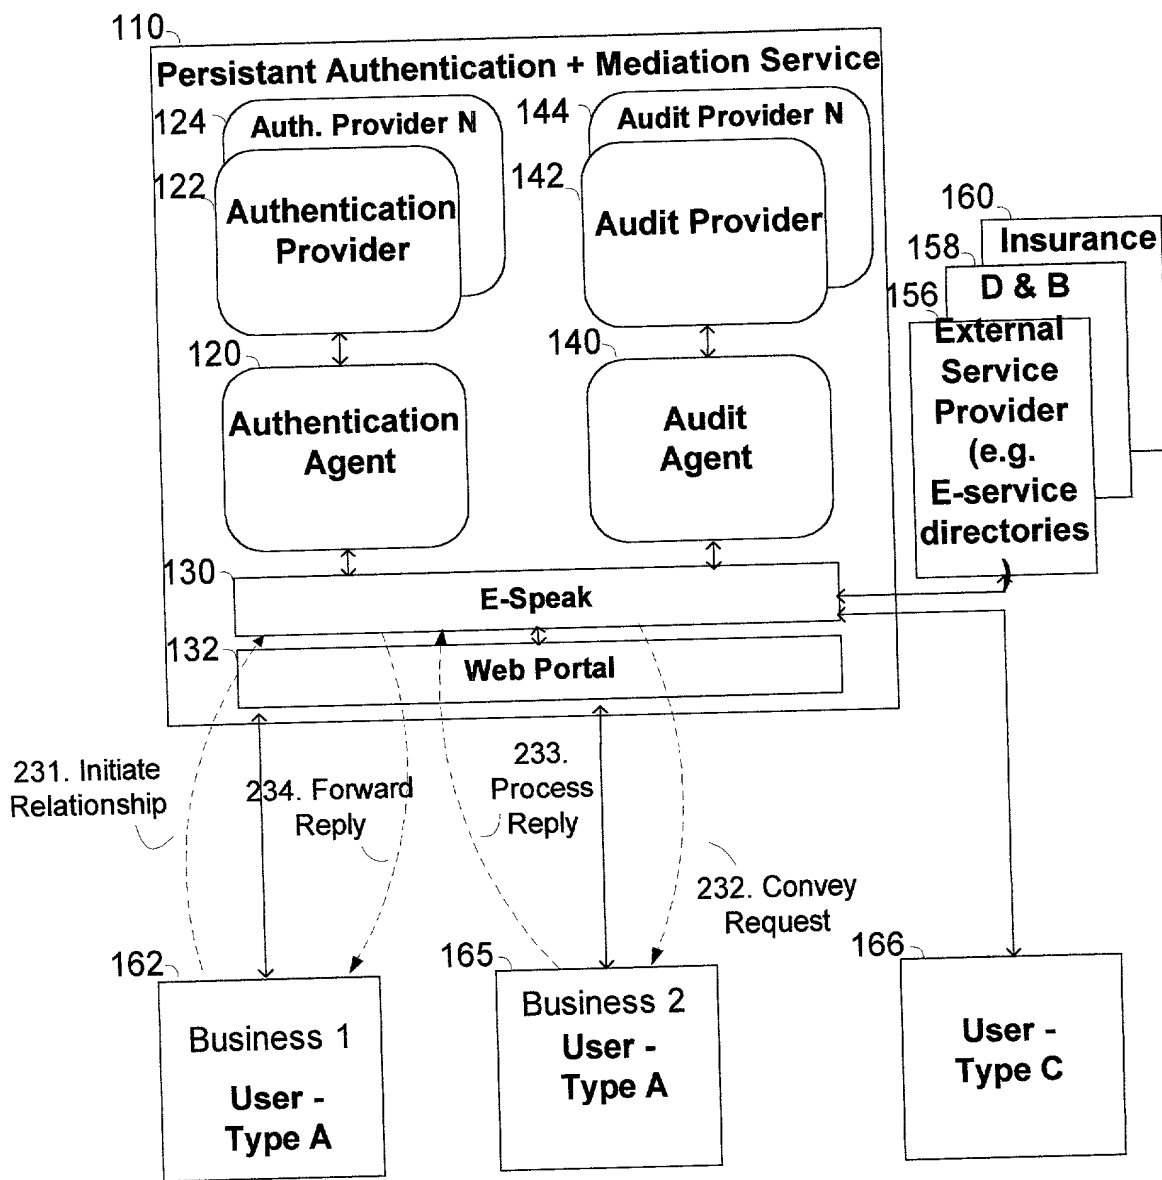 110
Persistant Authentication + Mediation Service
124
Auth. Provider N
144
Audit Provider N
122
Authentication
Provider
142
Audit Provider
160
Insurance
158
D & B
156
External
Service
Provider
(e.g.
E-service
directories
)
120
Authentication
Agent
140
Audit
Agent
130
E-Speak
132
Web Portal
231. Initiate
Relationship
234. Forward
Reply
233.
Process
Reply
232. Convey
Request
162
Business 1
User -
Type A
165
Business 2
User -
Type A
166
User -
Type C